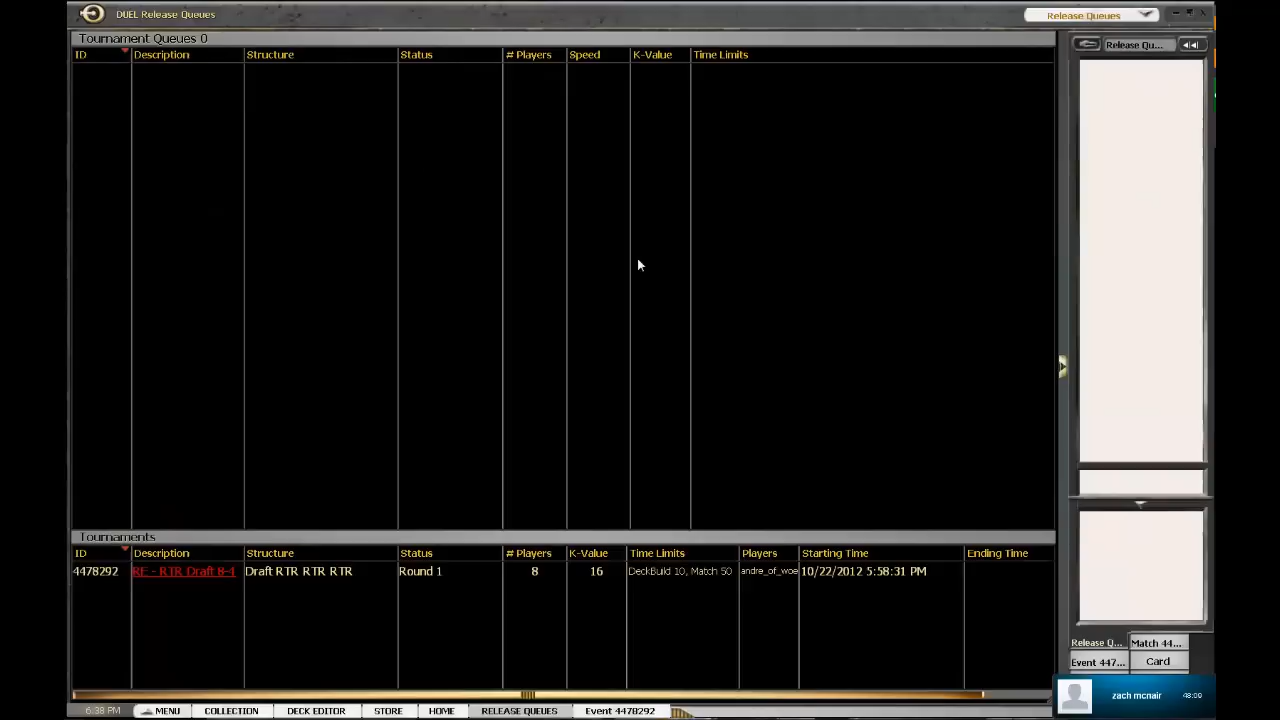 DUEL Release Queues
Release Queues
Tournament Queues 0
ID Description Structure Status # Players Speed K-Value Time Limits
Release Qu...
Tournaments
ID Description Structure Status # Players K-Value Time Limits Players Starting Time Ending Time
4478292 RE - RTR Draft 8-4 Draft RTR RTR RTR Round 1 8 16 DeckBuild 10, Match 50 andre_of_woe 10/22/2012 5:58:31 PM
Release Q... Match 44...
Event 447... Card
zach mcnair 48:09
6:38 PM MENU COLLECTION DECK EDITOR STORE HOME RELEASE QUEUES Event 4478292